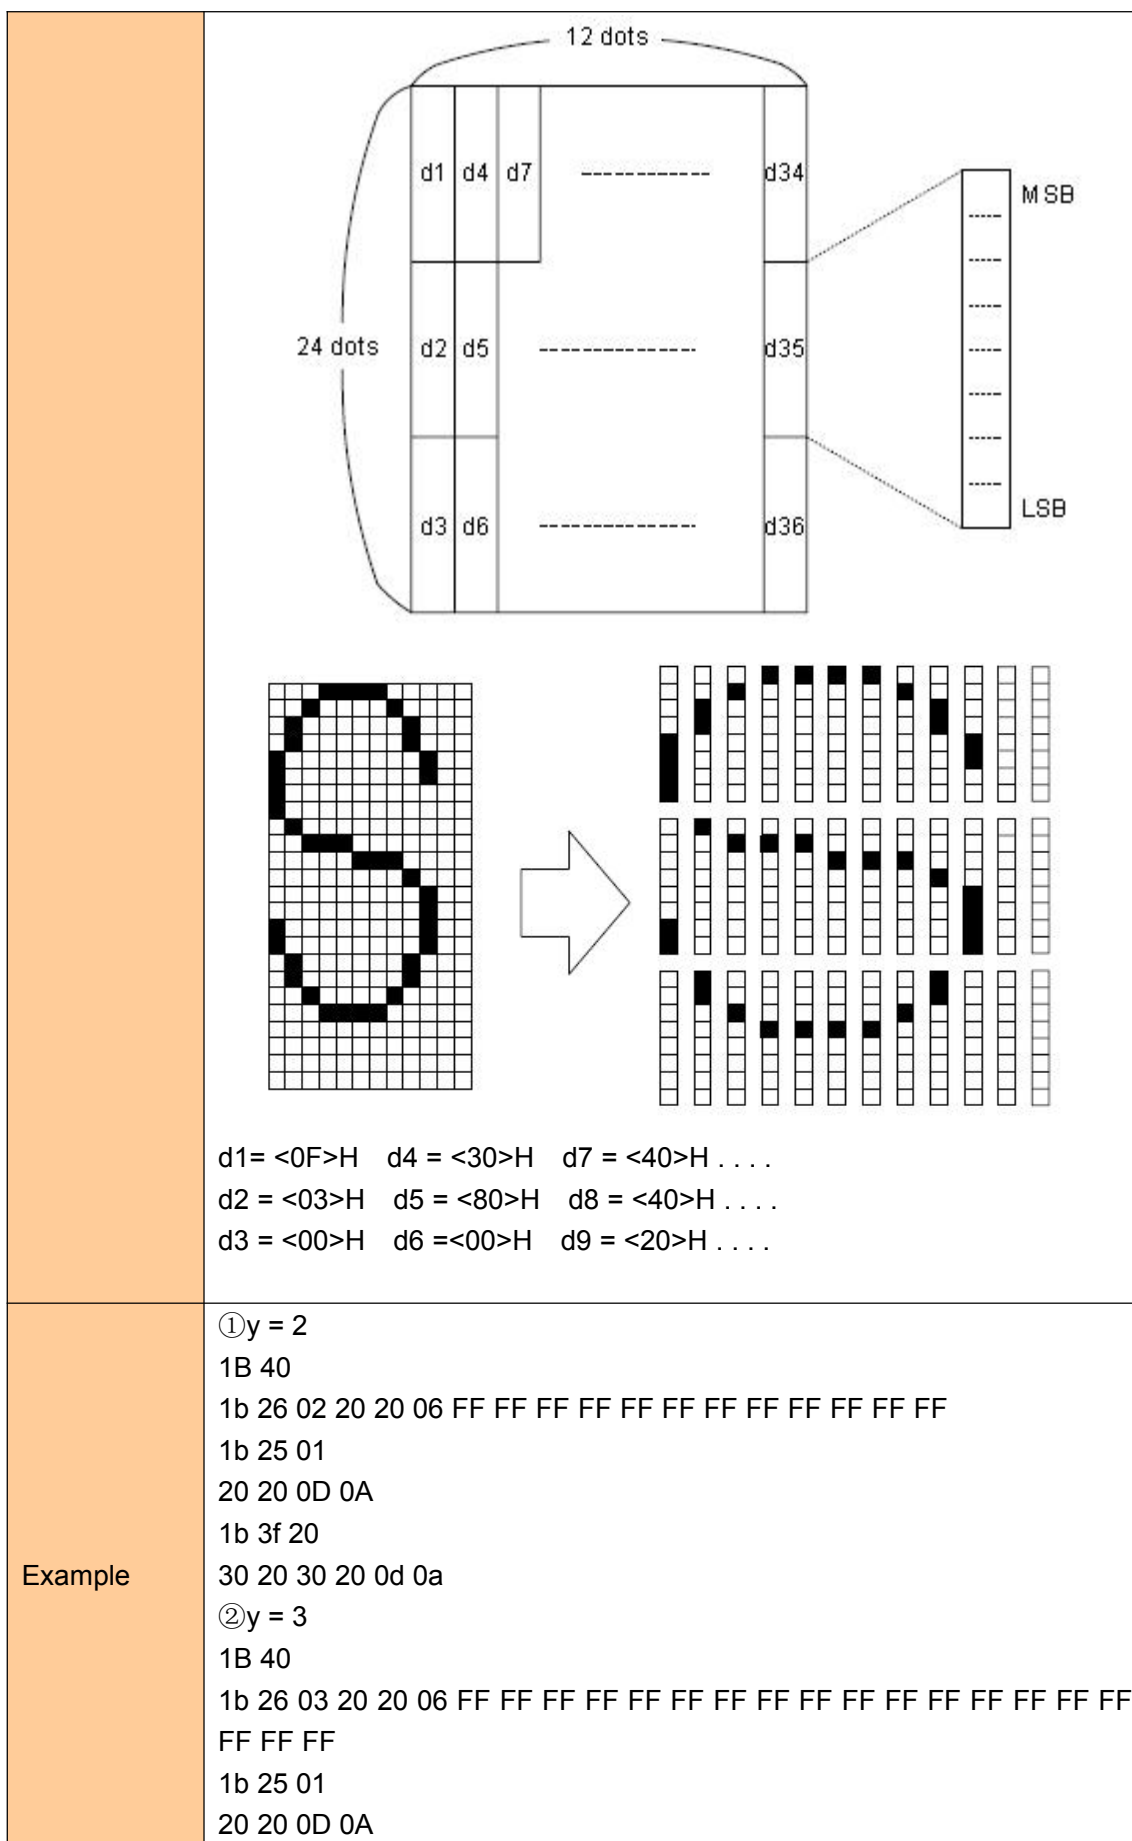 12 dots
d1 d4 d7 ----------- d34
MSB
24 dots d2 d5 -------------- d35
d3 d6 -------------- d36
LSB
d1= <0F>H d4 = <30>H d7 = <40>H . . . .
d2 = <03>H d5 = <80>H d8 = <40>H . . . .
d3 = <00>H d6 =<00>H d9 = <20>H . . . .
Example
①y = 2
1B 40
1b 26 02 20 20 06 FF FF FF FF FF FF FF FF FF FF FF FF
1b 25 01
20 20 0D 0A
1b 3f 20
30 20 30 20 0d 0a
②y = 3
1B 40
1b 26 03 20 20 06 FF FF FF FF FF FF FF FF FF FF FF FF FF FF FF FF
FF FF FF
1b 25 01
20 20 0D 0A